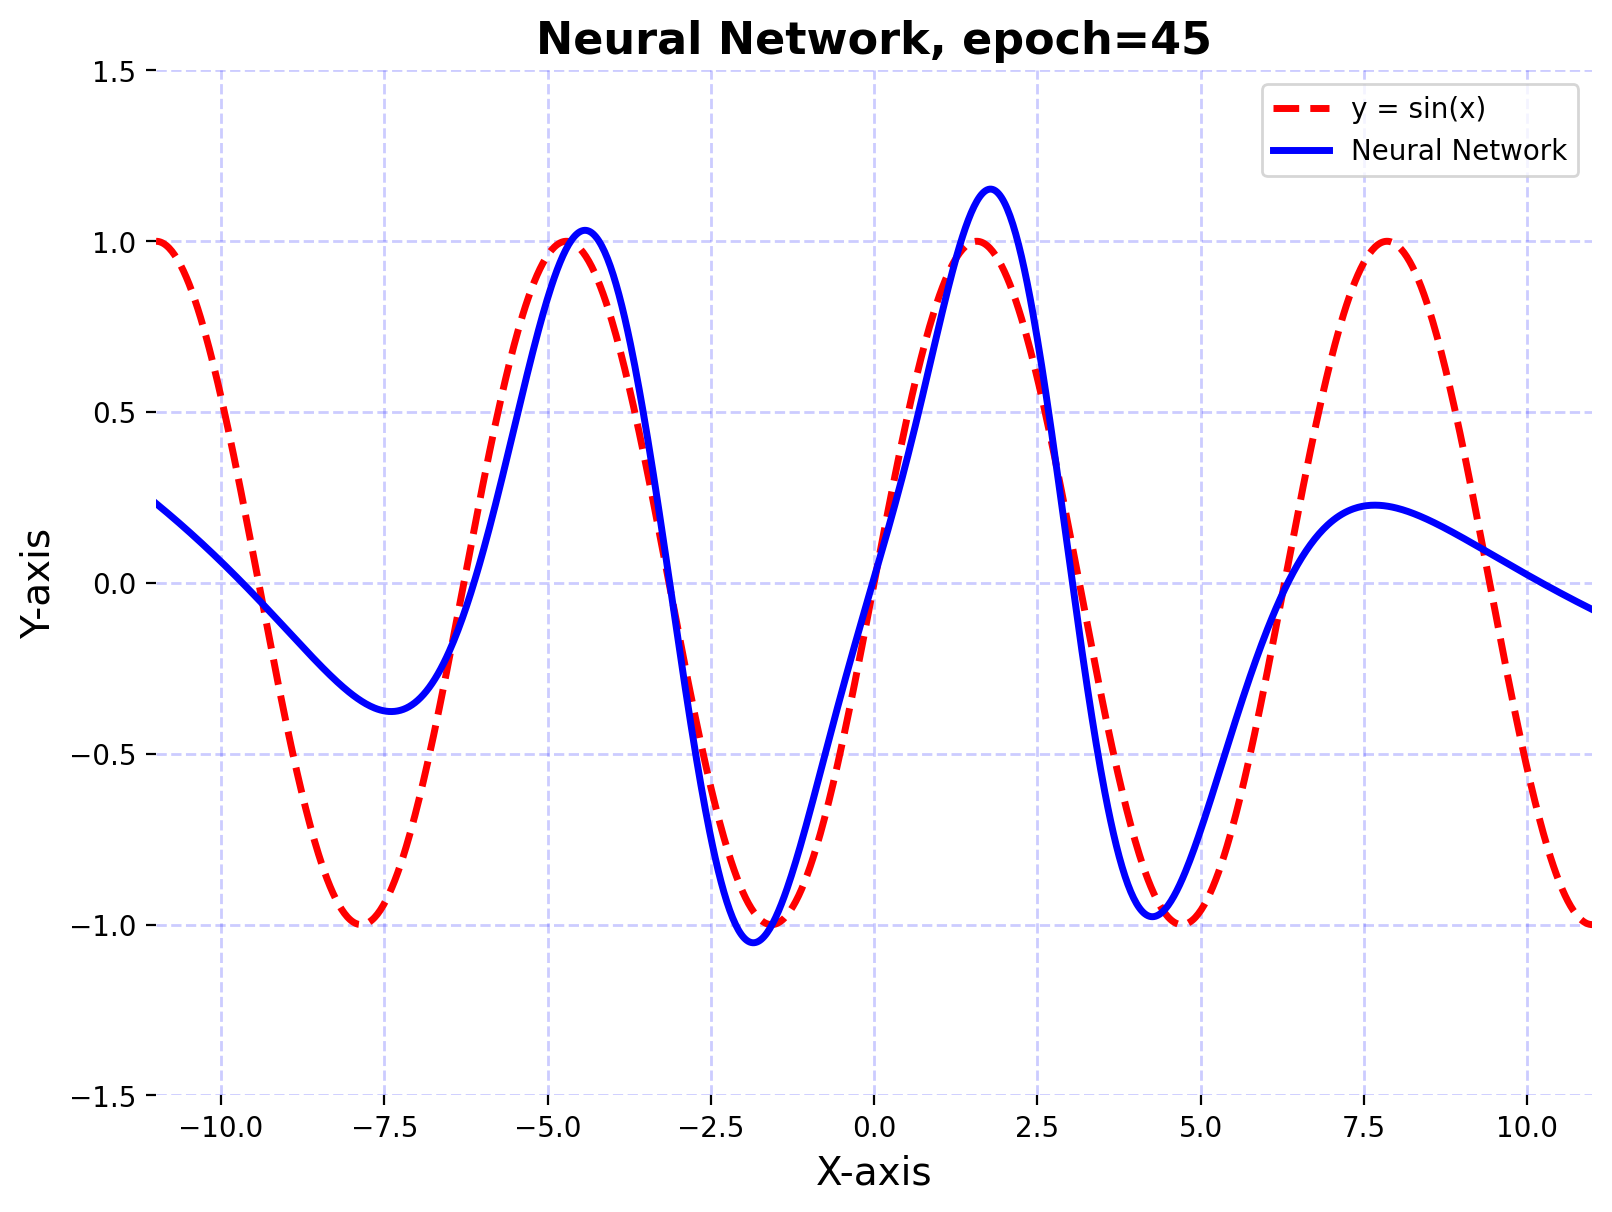 Neural Network, epoch=45
1.5
1.0
0.5
0.0
−0.5
−1.0
−1.5
Y-axis
y = sin(x)
Neural Network
−10.0 −7.5 −5.0 −2.5 0.0 2.5 5.0 7.5 10.0
X-axis